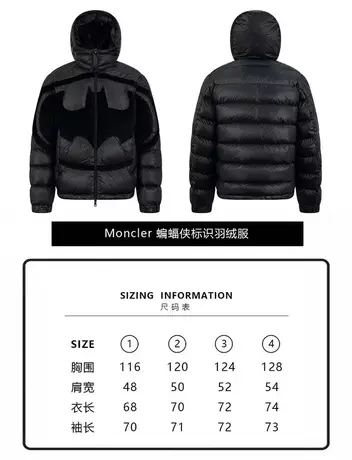 Moncler 蝙蝠侠标识羽绒服
SIZING INFORMATION
尺码表
SIZE 1 2 3 4
胸围 116 120 124 128
肩宽 48 50 52 54
衣长 68 70 72 74
袖长 70 71 72 73